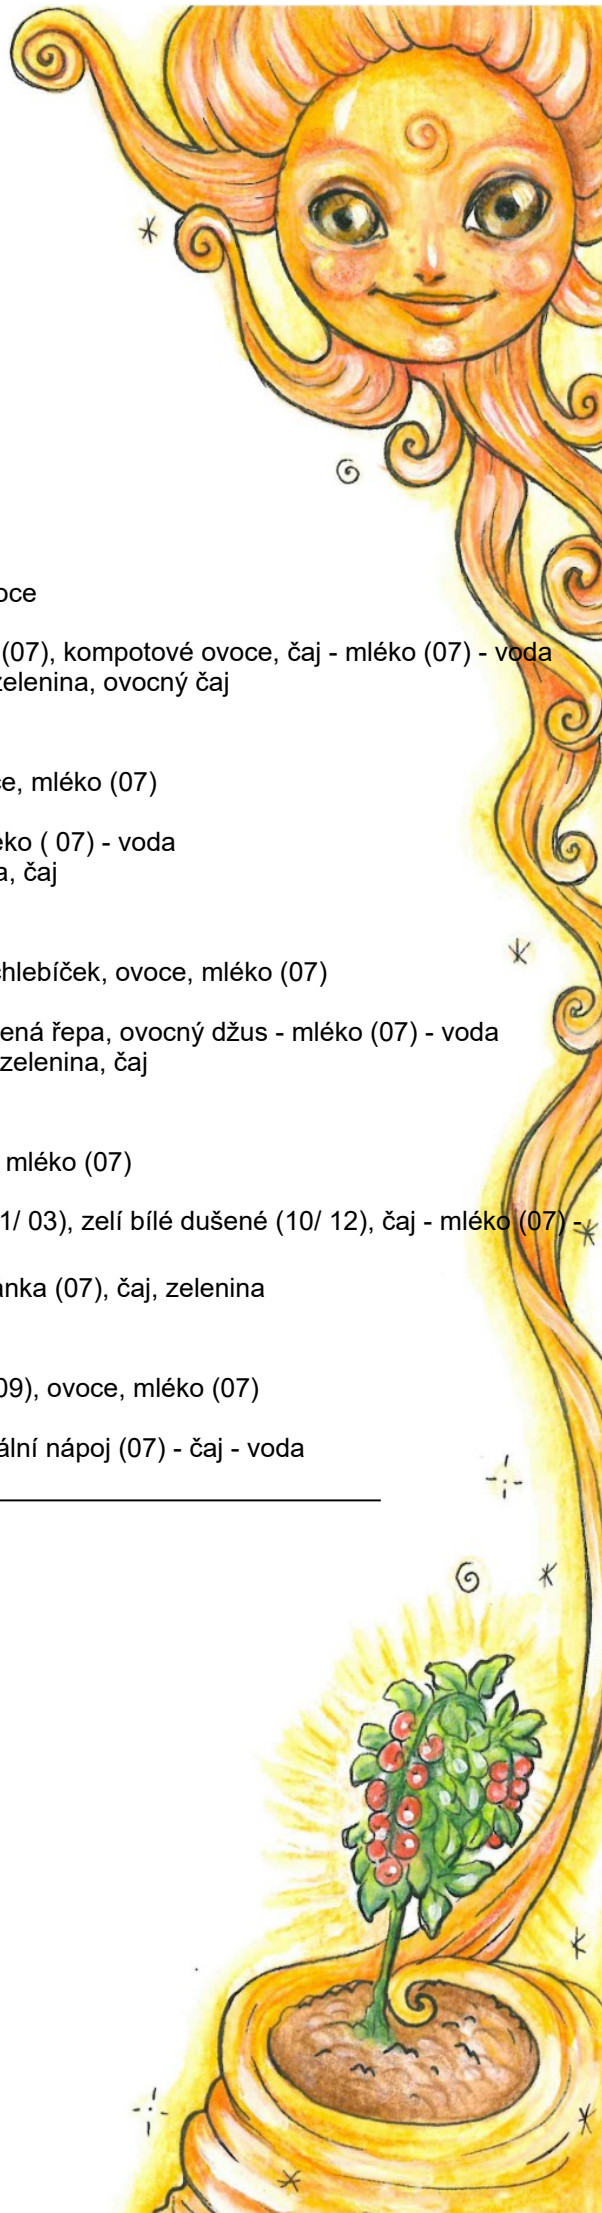 oce
(07), kompotové ovoce, čaj - mléko (07) - voda
zelenina, ovocný čaj
e, mléko (07)
éko ( 07) - voda
a, čaj
chlebíček, ovoce, mléko (07)
ená řepa, ovocný džus - mléko (07) - voda
zelenina, čaj
mléko (07)
1/ 03), zelí bílé dušené (10/ 12), čaj - mléko (07) -
anka (07), čaj, zelenina
09), ovoce, mléko (07)
ální nápoj (07) - čaj - voda